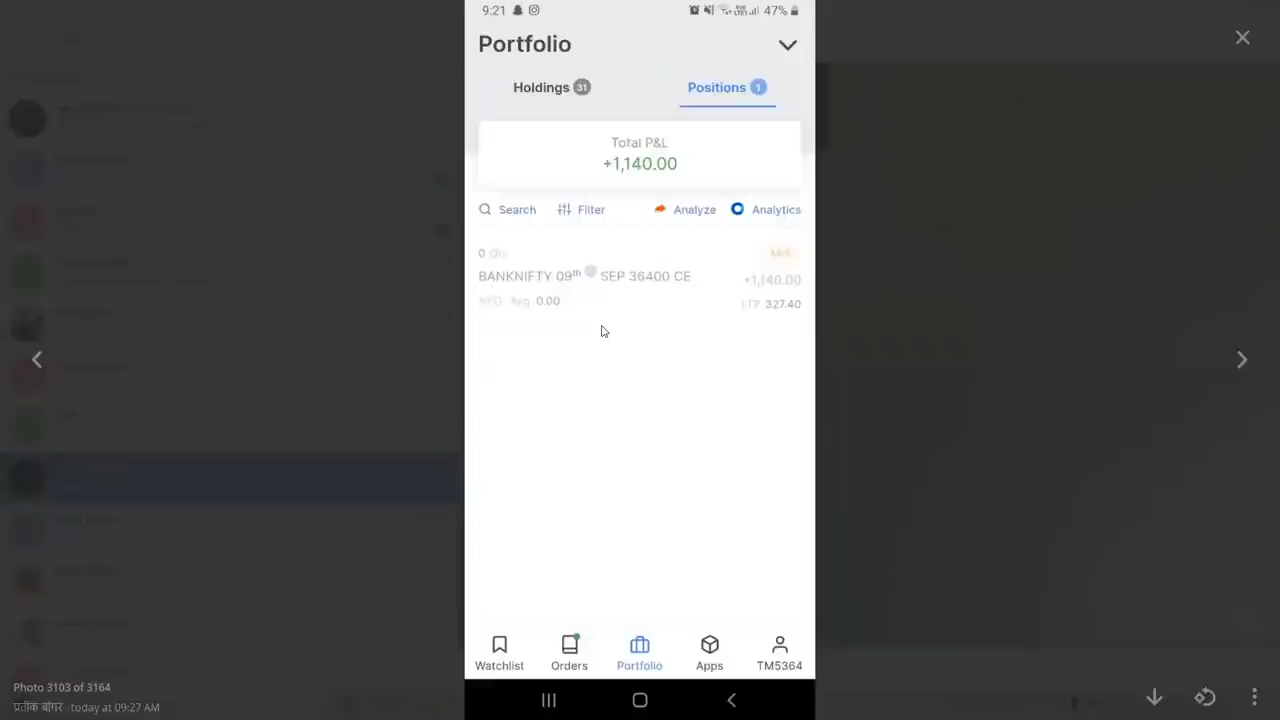 9:21
47%
Portfolio
Holdings 31
Positions 1
Total P&L
+1,140.00
Search
Filter
Analyze
Analytics
0 Qty.
MIS
BANKNIFTY 09th SEP 36400 CE
+1,140.00
NFO Avg. 0.00
LTP 327.40
Watchlist
Orders
Portfolio
Apps
TM5364
Photo 3103 of 3164
प्रतीक बांगर today at 09:27 AM